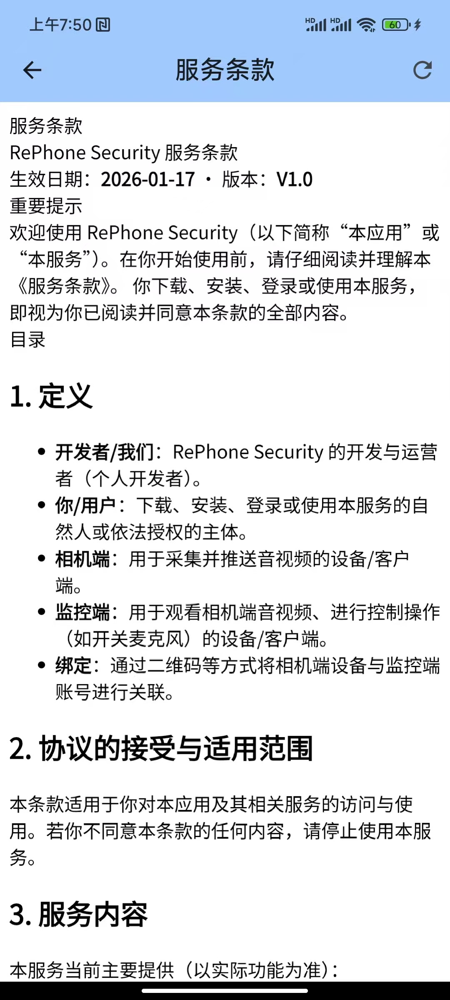 上午7:50
HD HD 60
服务条款
服务条款
RePhone Security 服务条款
生效日期：2026-01-17 · 版本：V1.0
重要提示
欢迎使用 RePhone Security（以下简称“本应用”或
“本服务”）。在你开始使用前，请仔细阅读并理解本
《服务条款》。 你下载、安装、登录或使用本服务，
即视为你已阅读并同意本条款的全部内容。
目录
1. 定义
• 开发者/我们：RePhone Security 的开发与运营
者（个人开发者）。
• 你/用户：下载、安装、登录或使用本服务的自
然人或依法授权的主体。
• 相机端：用于采集并推送音视频的设备/客户
端。
• 监控端：用于观看相机端音视频、进行控制操作
（如开关麦克风）的设备/客户端。
• 绑定：通过二维码等方式将相机端设备与监控端
账号进行关联。
2. 协议的接受与适用范围
本条款适用于你对本应用及其相关服务的访问与使
用。若你不同意本条款的任何内容，请停止使用本服
务。
3. 服务内容
本服务当前主要提供（以实际功能为准）：